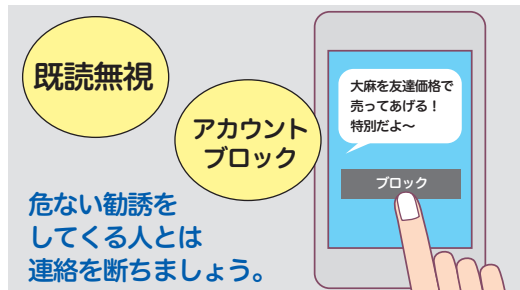 既読無視
アカウント
ブロック
大麻を友達価格で
売ってあげる！
特別だよ～
ブロック
危ない勧誘を
してくる人とは
連絡を断ちましょう。